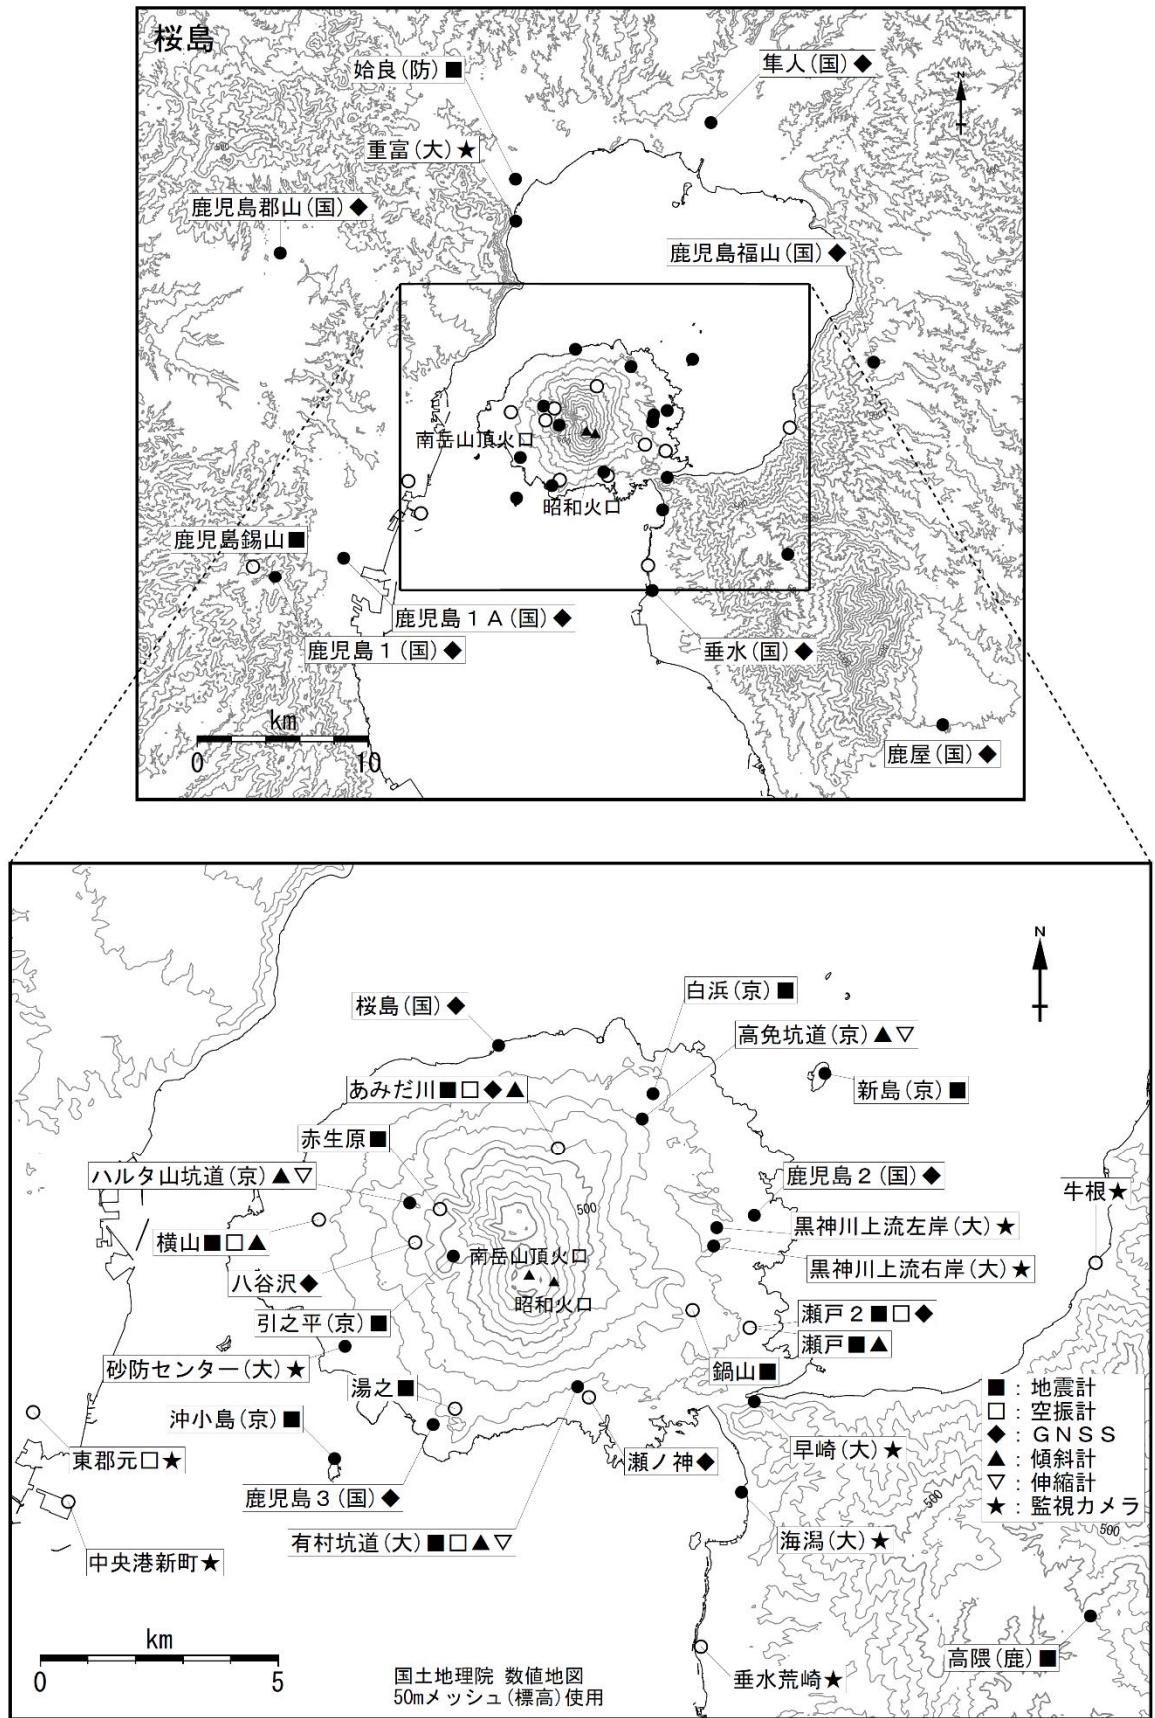 桜島
姶良(防)■
隼人(国)◆
N
重富(大)★
鹿児島郡山(国)◆
鹿児島福山(国)◆
南岳山頂火口
昭和火口
鹿児島錫山■
鹿児島1A(国)◆
鹿児島1(国)◆
垂水(国)◆
km
0 10
鹿屋(国)◆
N
白浜(京)■
桜島(国)◆
高免坑道(京)▲▽
あみだ川■□◆▲
新島(京)■
赤生原■
ハルタ山坑道(京)▲▽
500
鹿児島2(国)◆
牛根★
横山■□▲
黒神川上流左岸(大)★
南岳山頂火口
八谷沢◆
黒神川上流右岸(大)★
昭和火口
引之平(京)■
瀬戸2■□◆
瀬戸■▲
砂防センター(大)★
鍋山■
湯之■
沖小島(京)■
東郡元□★
瀬ノ神◆
早崎(大)★
鹿児島3(国)◆
有村坑道(大)■□▲▽
海潟(大)★
中央港新町★
■:地震計
□:空振計
◆:GNSS
▲:傾斜計
▽:伸縮計
★:監視カメラ
500
500
km
0 5
国土地理院 数値地図
50mメッシュ(標高)使用
垂水荒崎★
高隈(鹿)■